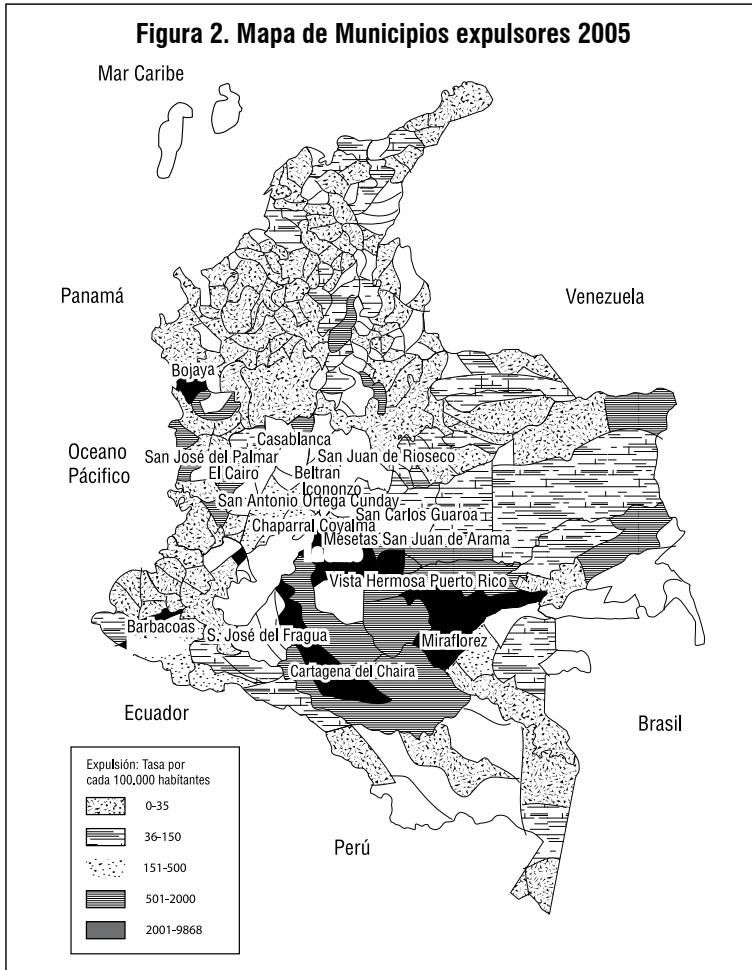 Figura 2. Mapa de Municipios expulsores 2005
Mar Caribe
Panamá
Venezuela
Bojaya
Oceano
Pácifico
Casablanca
San José del Palmar
San Juan de Rioseco
El Cairo
Beltran
Icononzo
San Antonio Ortega Cunday
San Carlos Guaroa
Chaparral Coyalma
Mesetas San Juan de Arama
Vista Hermosa Puerto Rico
Barbacoas
S. José del Fragua
Miraflorez
Cartagena del Chaira
Ecuador
Brasil
Perú
Expulsión: Tasa por
cada 100.000 habítantes
0-35
36-150
151-500
501-2000
2001-9868